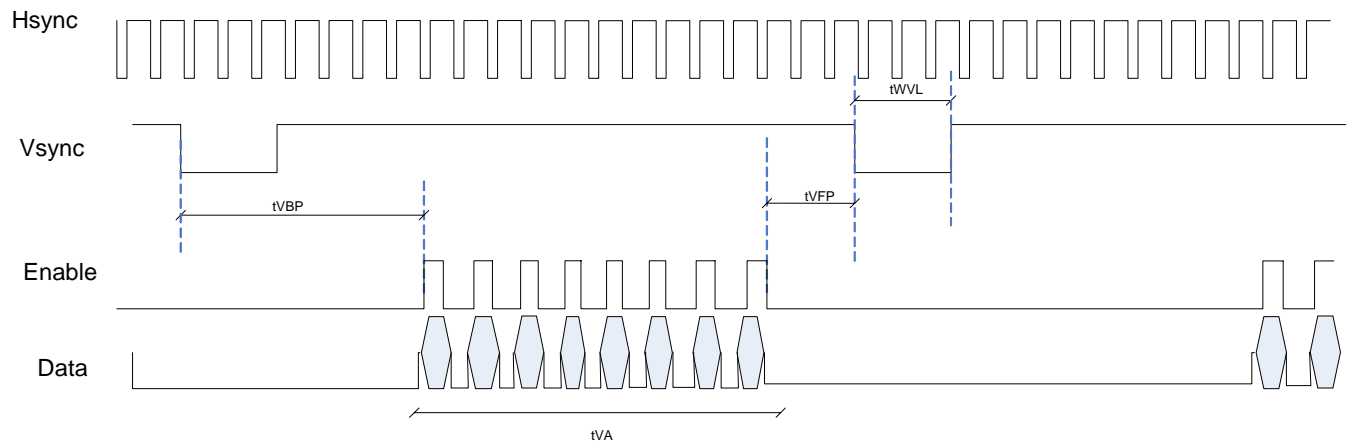 Hsync
tWVL
Vsync
tVFP
tVBP
Enable
Data
tVA